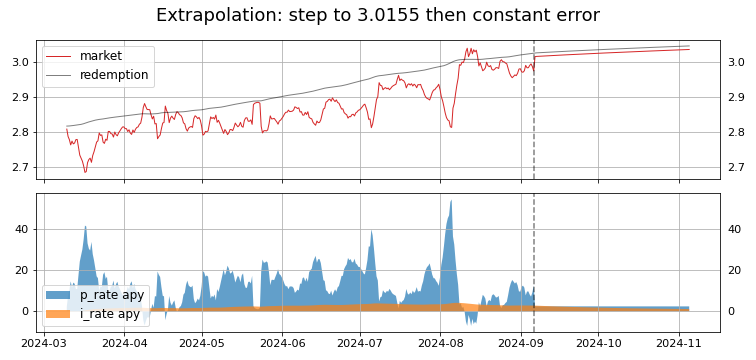 Extrapolation: step to 3.0155 then constant error
market
redemption
3.0 3.0
2.9 2.9
2.8 2.8
2.7 2.7
p_rate apy
i_rate apy
40 40
20 20
0 0
2024-03 2024-04 2024-05 2024-06 2024-07 2024-08 2024-09 2024-10 2024-11